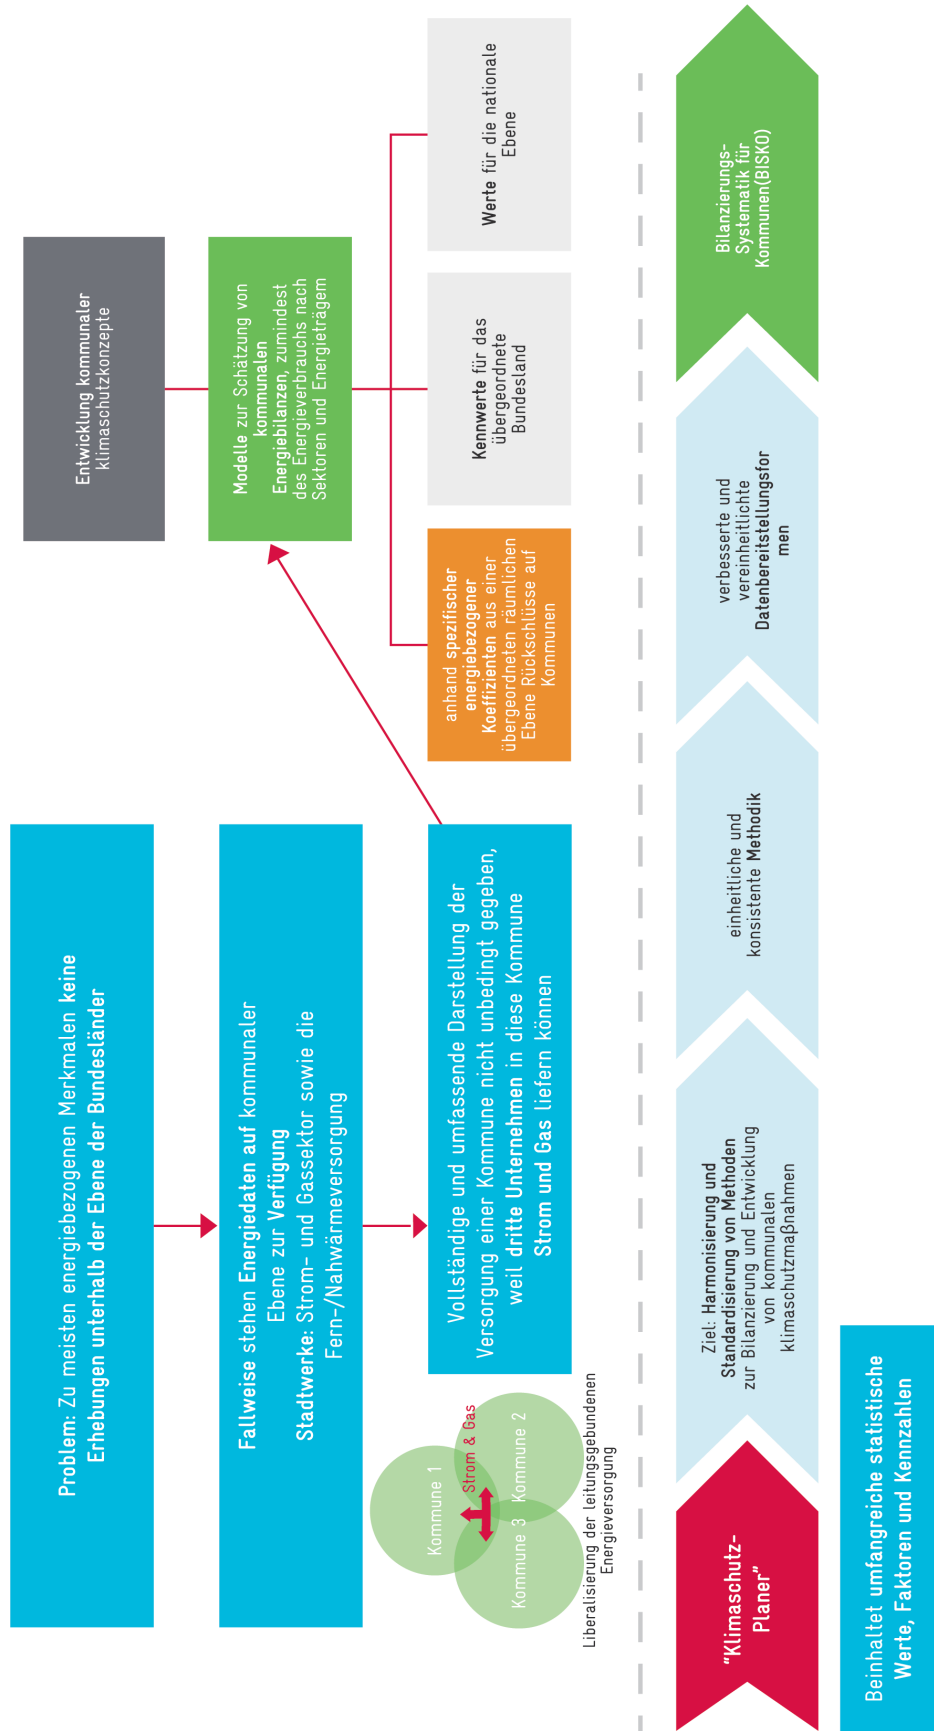 Problem: Zu meisten energiebezogenen Merkmalen keine
Erhebungen unterhalb der Ebene der Bundesländer
Fallweise stehen Energiedaten auf kommunaler
Ebene zur Verfügung
Stadtwerke: Strom- und Gassektor sowie die
Fern-/Nahwärmeversorgung
Kommune 1
Strom & Gas
Kommune 3
Kommune 2
Liberalisierung der leitungsgebundenen
Energieversorgung
Vollständige und umfassende Darstellung der
Versorgung einer Kommune nicht unbedingt gegeben,
weil dritte Unternehmen in diese Kommune
Strom und Gas liefern können
Entwicklung kommunaler
klimaschutzkonzepte
Modelle zur Schätzung von
kommunalen
Energiebilanzen, zumindest
des Energieverbrauchs nach
Sektoren und Energieträgem
anhand spezifischer
energiebezogener
Koeffizienten aus einer
übergeordneten räumlichen
Ebene Rückschlüsse auf
Kommunen
Kennwerte für das
übergeordnete
Bundesland
Werte für die nationale
Ebene
"Klimaschutz-
Planer"
Ziel: Harmonisierung und
Standardisierung von Methoden
zur Bilanzierung und Entwicklung
von kommunalen
klimaschutzmaßnahmen
einheitliche und
konsistente Methodik
verbesserte und
vereinheitlichte
Datenbereitstellungsfor
men
Bilanzierungs-
Systematik für
Kommunen(BISKO)
Beinhaltet umfangreiche statistische
Werte, Faktoren und Kennzahlen